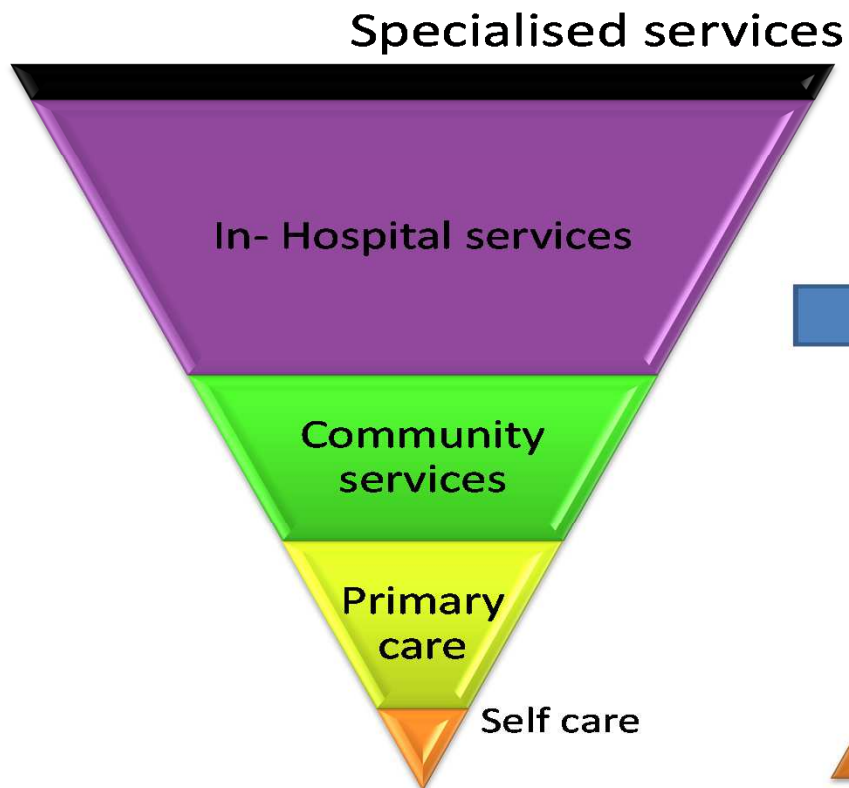 Specialised services
In- Hospital services
Community
services
Primary
care
Self care